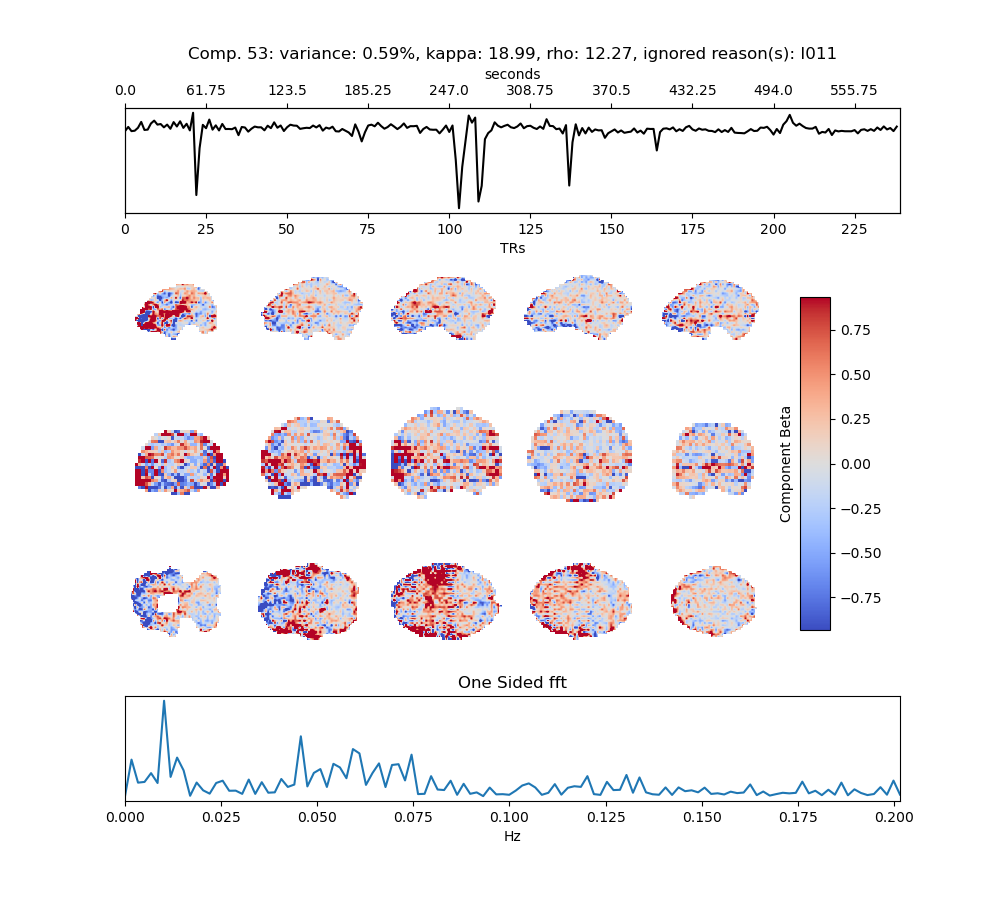 Comp. 53: variance: 0.59%, kappa: 18.99, rho: 12.27, ignored reason(s): I011
seconds
0.0 61.75 123.5 185.25 247.0 308.75 370.5 432.25 494.0 555.75
0 25 50 75 100 125 150 175 200 225
TRs
0.75
0.50
0.25
0.00
−0.25
−0.50
−0.75
Component Beta
One Sided fft
0.000 0.025 0.050 0.075 0.100 0.125 0.150 0.175 0.200
Hz